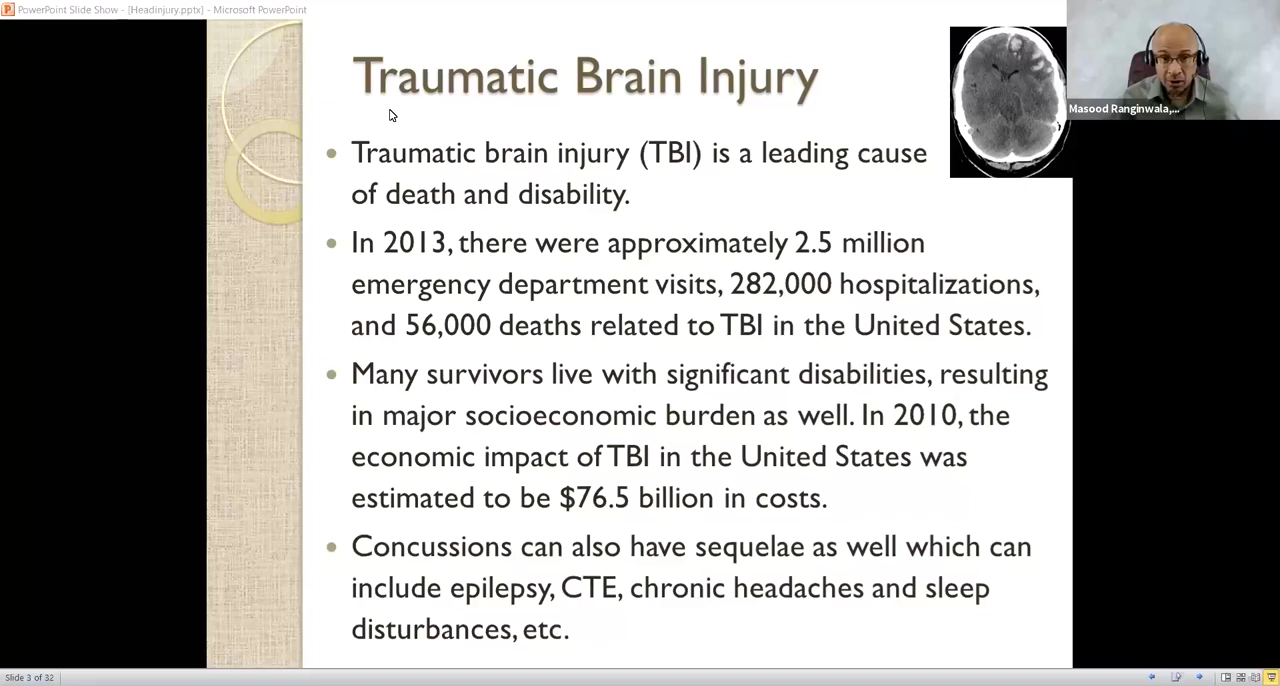 PowerPoint Slide Show - [Headinjury.pptx] - Microsoft PowerPoint
Traumatic Brain Injury
Masood Ranginwala,...
• Traumatic brain injury (TBI) is a leading cause
of death and disability.
• In 2013, there were approximately 2.5 million
emergency department visits, 282,000 hospitalizations,
and 56,000 deaths related to TBI in the United States.
• Many survivors live with significant disabilities, resulting
in major socioeconomic burden as well. In 2010, the
economic impact of TBI in the United States was
estimated to be $76.5 billion in costs.
• Concussions can also have sequelae as well which can
include epilepsy, CTE, chronic headaches and sleep
disturbances, etc.
Slide 3 of 32